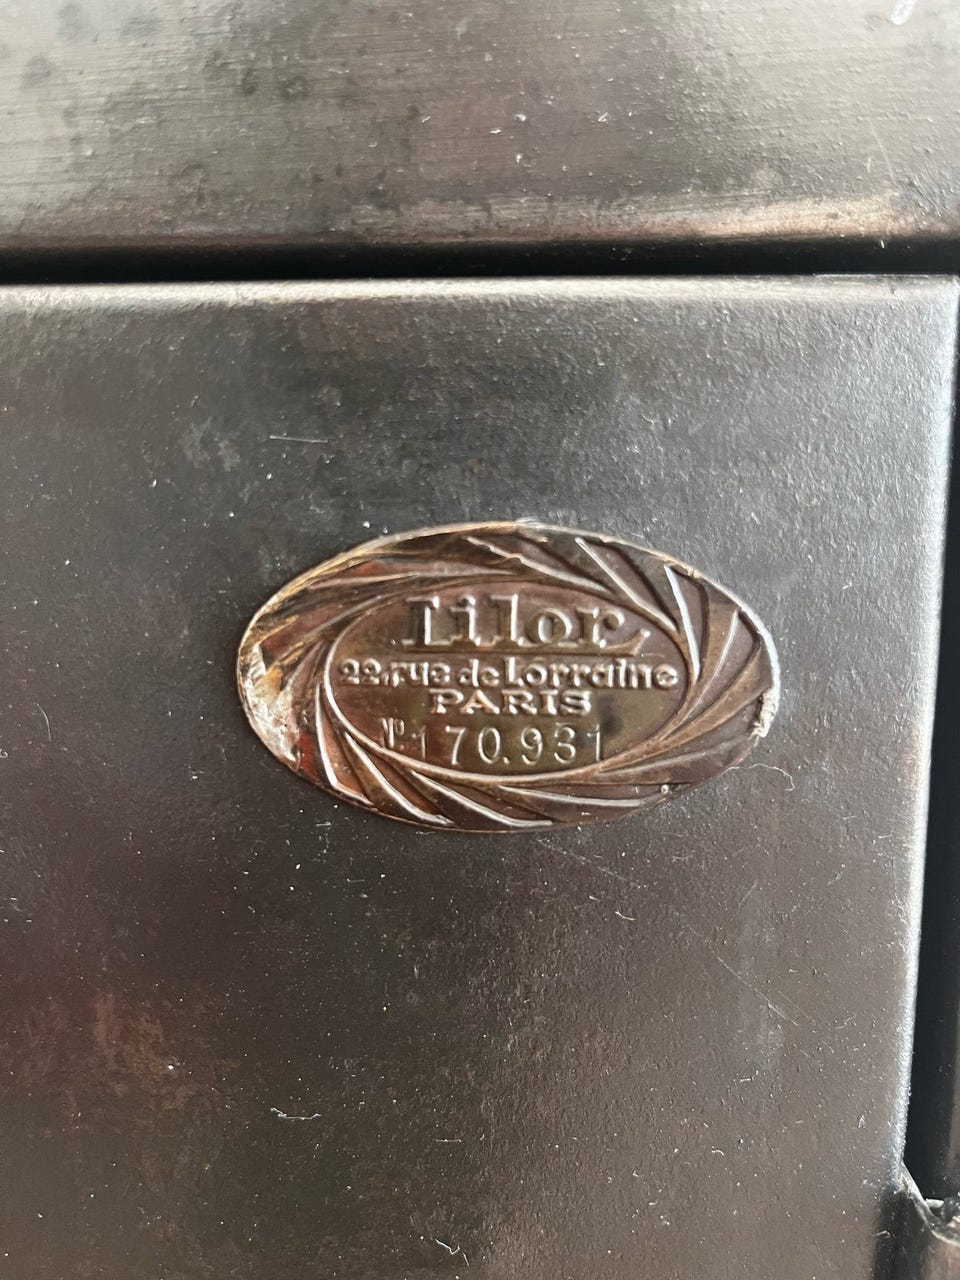 Lilor
22, rue de Lorraine
PARIS
No. 170.931